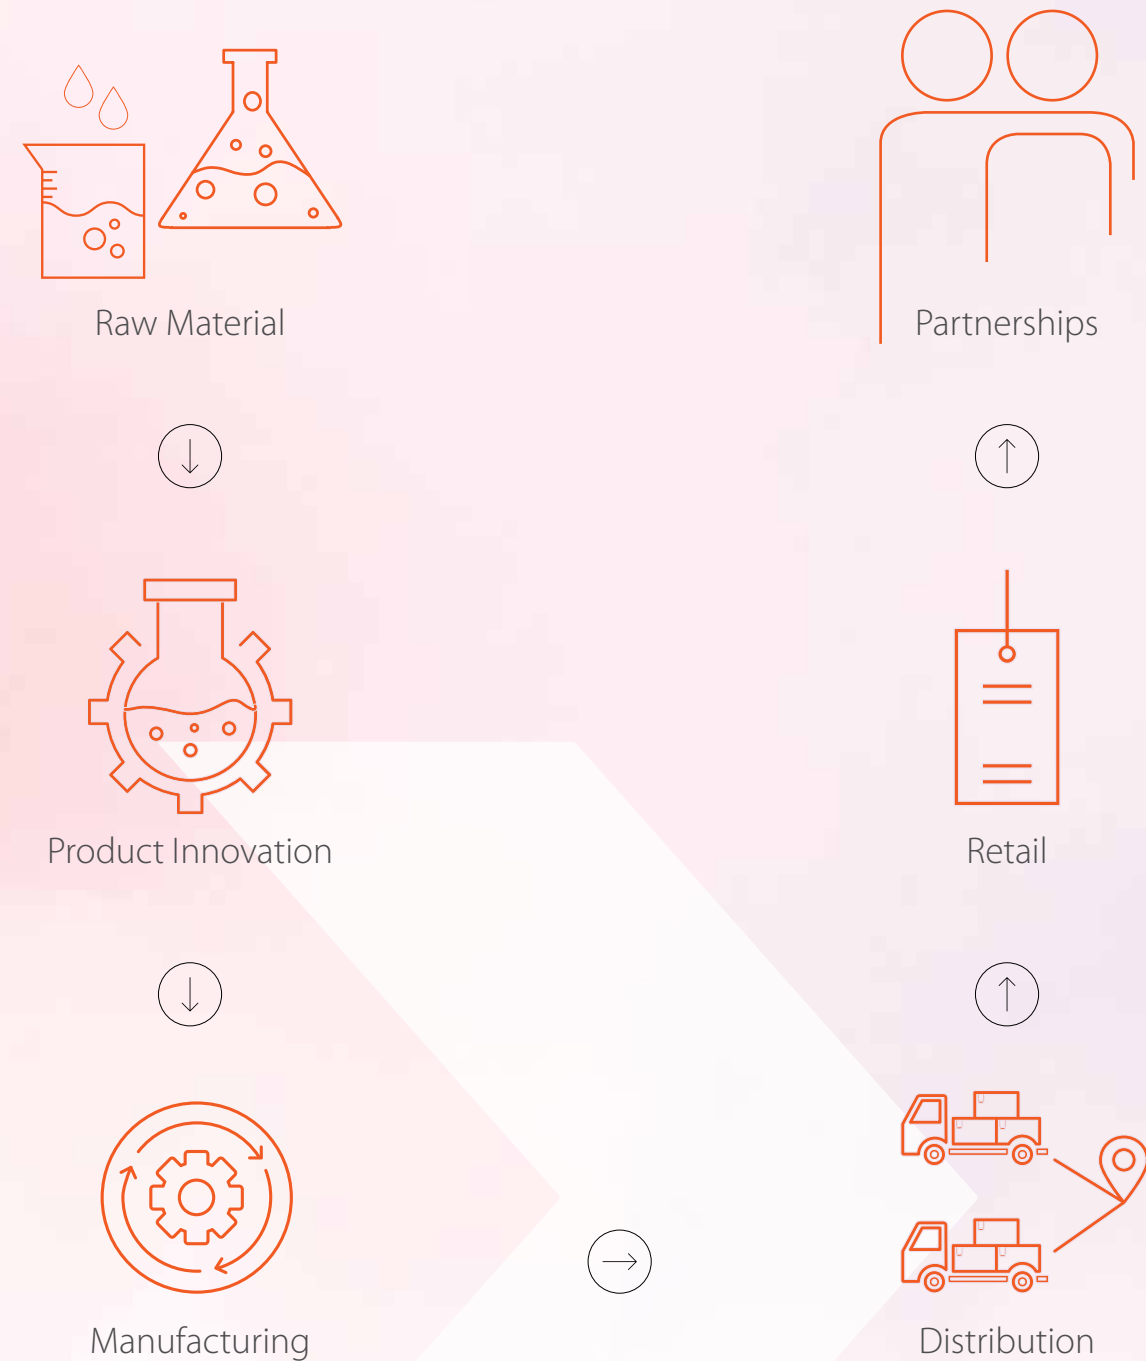 Raw Material
Partnerships
Product Innovation
Retail
Manufacturing
Distribution